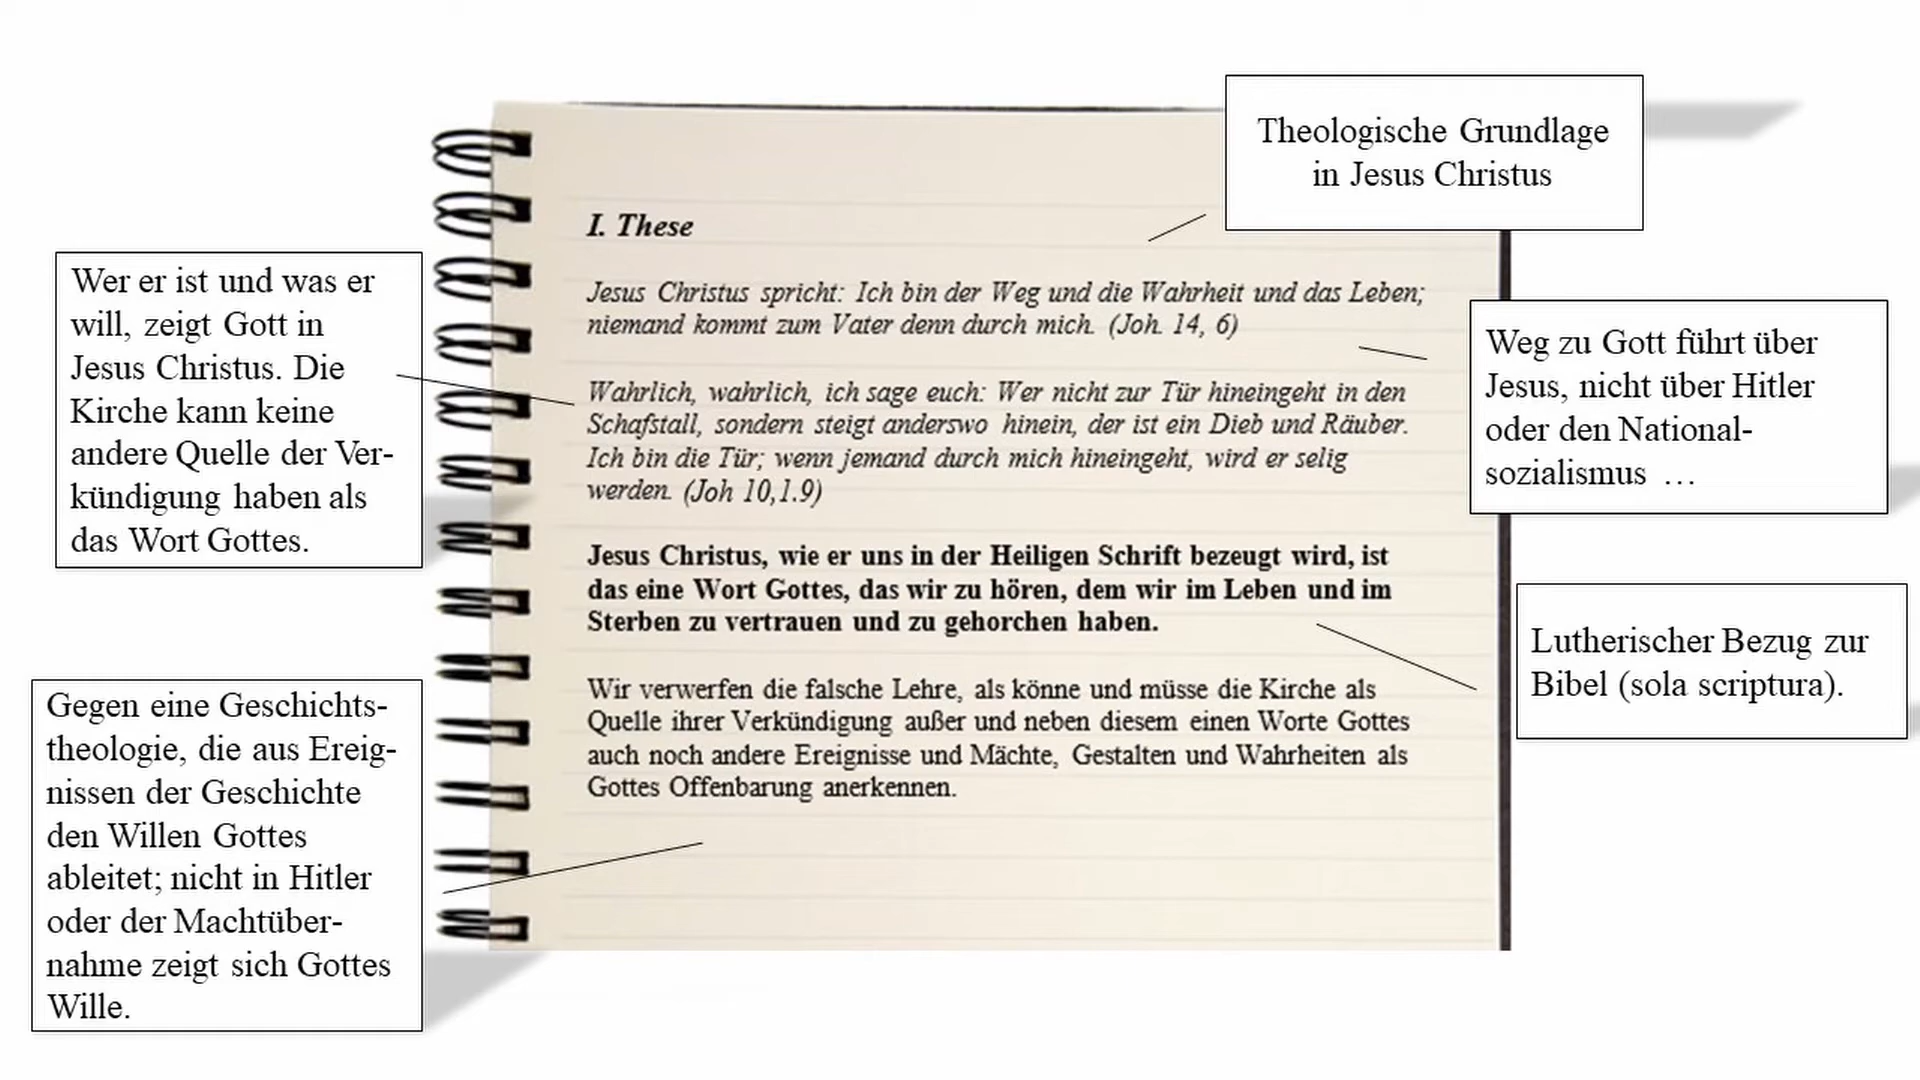 Theologische Grundlage
in Jesus Christus
I. These
Jesus Christus spricht: Ich bin der Weg und die Wahrheit und das Leben;
niemand kommt zum Vater denn durch mich. (Joh. 14, 6)
Wahrlich, wahrlich, ich sage euch: Wer nicht zur Tür hineingeht in den
Schafstall, sondern steigt anderswo hinein, der ist ein Dieb und Räuber.
Ich bin die Tür; wenn jemand durch mich hineingeht, wird er selig
werden. (Joh 10,1.9)
Jesus Christus, wie er uns in der Heiligen Schrift bezeugt wird, ist
das eine Wort Gottes, das wir zu hören, dem wir im Leben und im
Sterben zu vertrauen und zu gehorchen haben.
Wir verwerfen die falsche Lehre, als könne und müsse die Kirche als
Quelle ihrer Verkündigung außer und neben diesem einen Worte Gottes
auch noch andere Ereignisse und Mächte, Gestalten und Wahrheiten als
Gottes Offenbarung anerkennen.
Wer er ist und was er
will, zeigt Gott in
Jesus Christus. Die
Kirche kann keine
andere Quelle der Ver-
kündigung haben als
das Wort Gottes.
Gegen eine Geschichts-
theologie, die aus Ereig-
nissen der Geschichte
den Willen Gottes
ableitet; nicht in Hitler
oder der Machtüber-
nahme zeigt sich Gottes
Wille.
Weg zu Gott führt über
Jesus, nicht über Hitler
oder den National-
sozialismus …
Lutherischer Bezug zur
Bibel (sola scriptura).